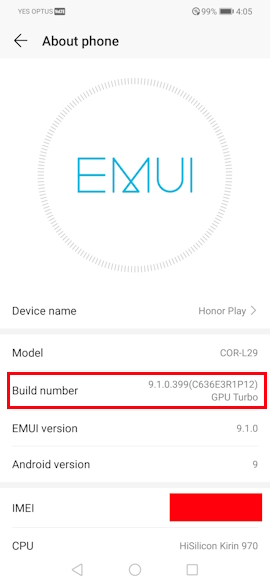 YES OPTUS VoLTE
99% 4:05
About phone
EMUI
Device name Honor Play
Model COR-L29
Build number 9.1.0.399(C636E3R1P12)
GPU Turbo
EMUI version 9.1.0
Android version 9
IMEI
CPU HiSilicon Kirin 970